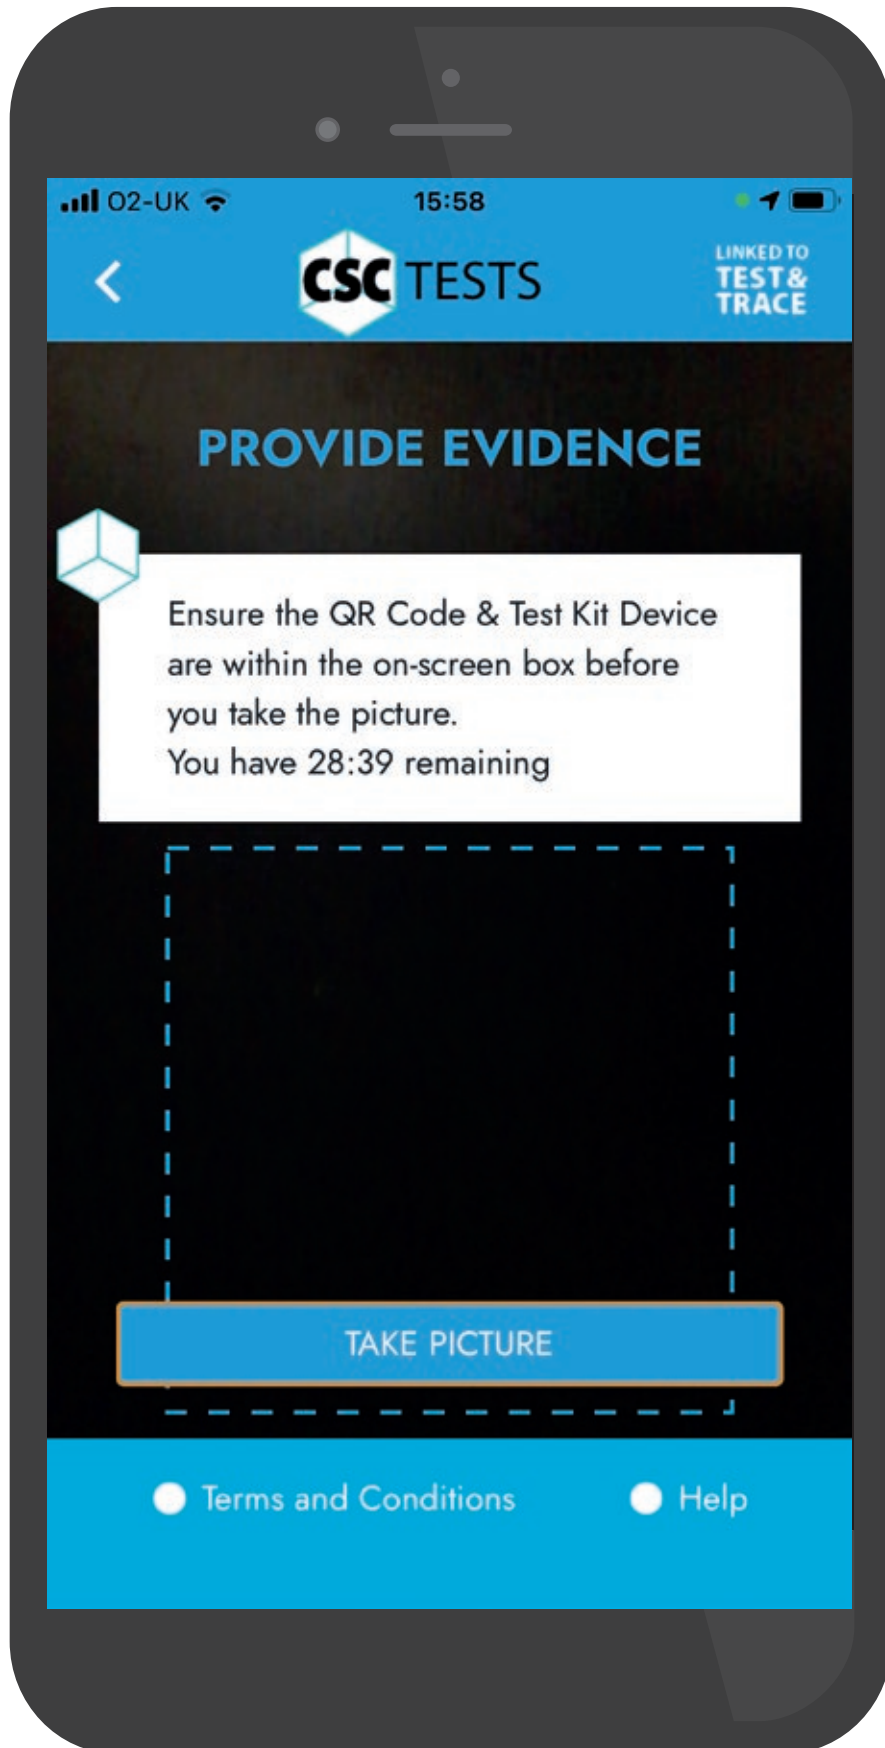 O2-UK 15:58
CSC TESTS
LINKED TO
TEST &
TRACE
PROVIDE EVIDENCE
Ensure the QR Code & Test Kit Device
are within the on-screen box before
you take the picture.
You have 28:39 remaining
TAKE PICTURE
Terms and Conditions Help